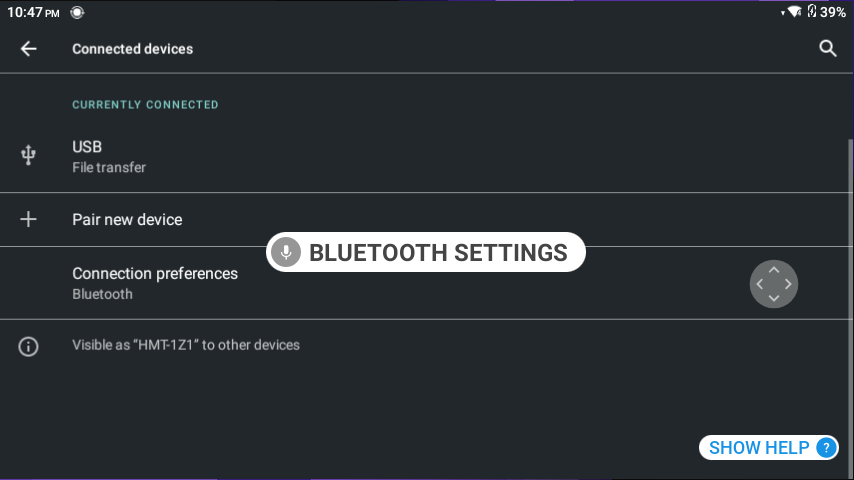 10:47 PM
39%
Connected devices
CURRENTLY CONNECTED
USB
File transfer
Pair new device
BLUETOOTH SETTINGS
Connection preferences
Bluetooth
Visible as “HMT-1Z1” to other devices
SHOW HELP ?